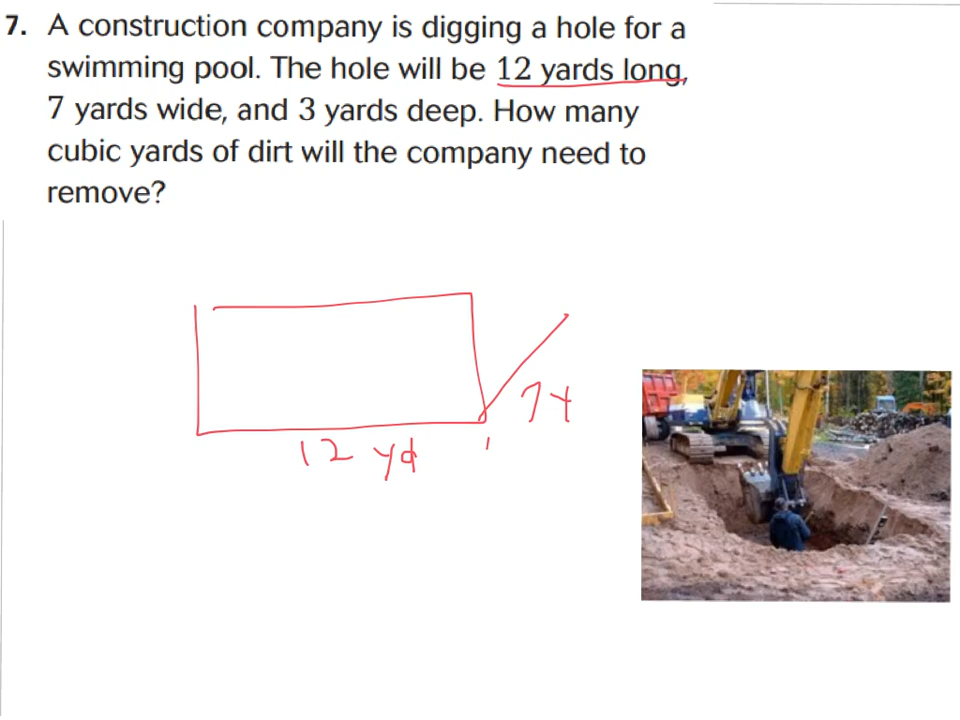 7. A construction company is digging a hole for a
swimming pool. The hole will be 12 yards long,
7 yards wide, and 3 yards deep. How many
cubic yards of dirt will the company need to
remove?
7 y
12 yd